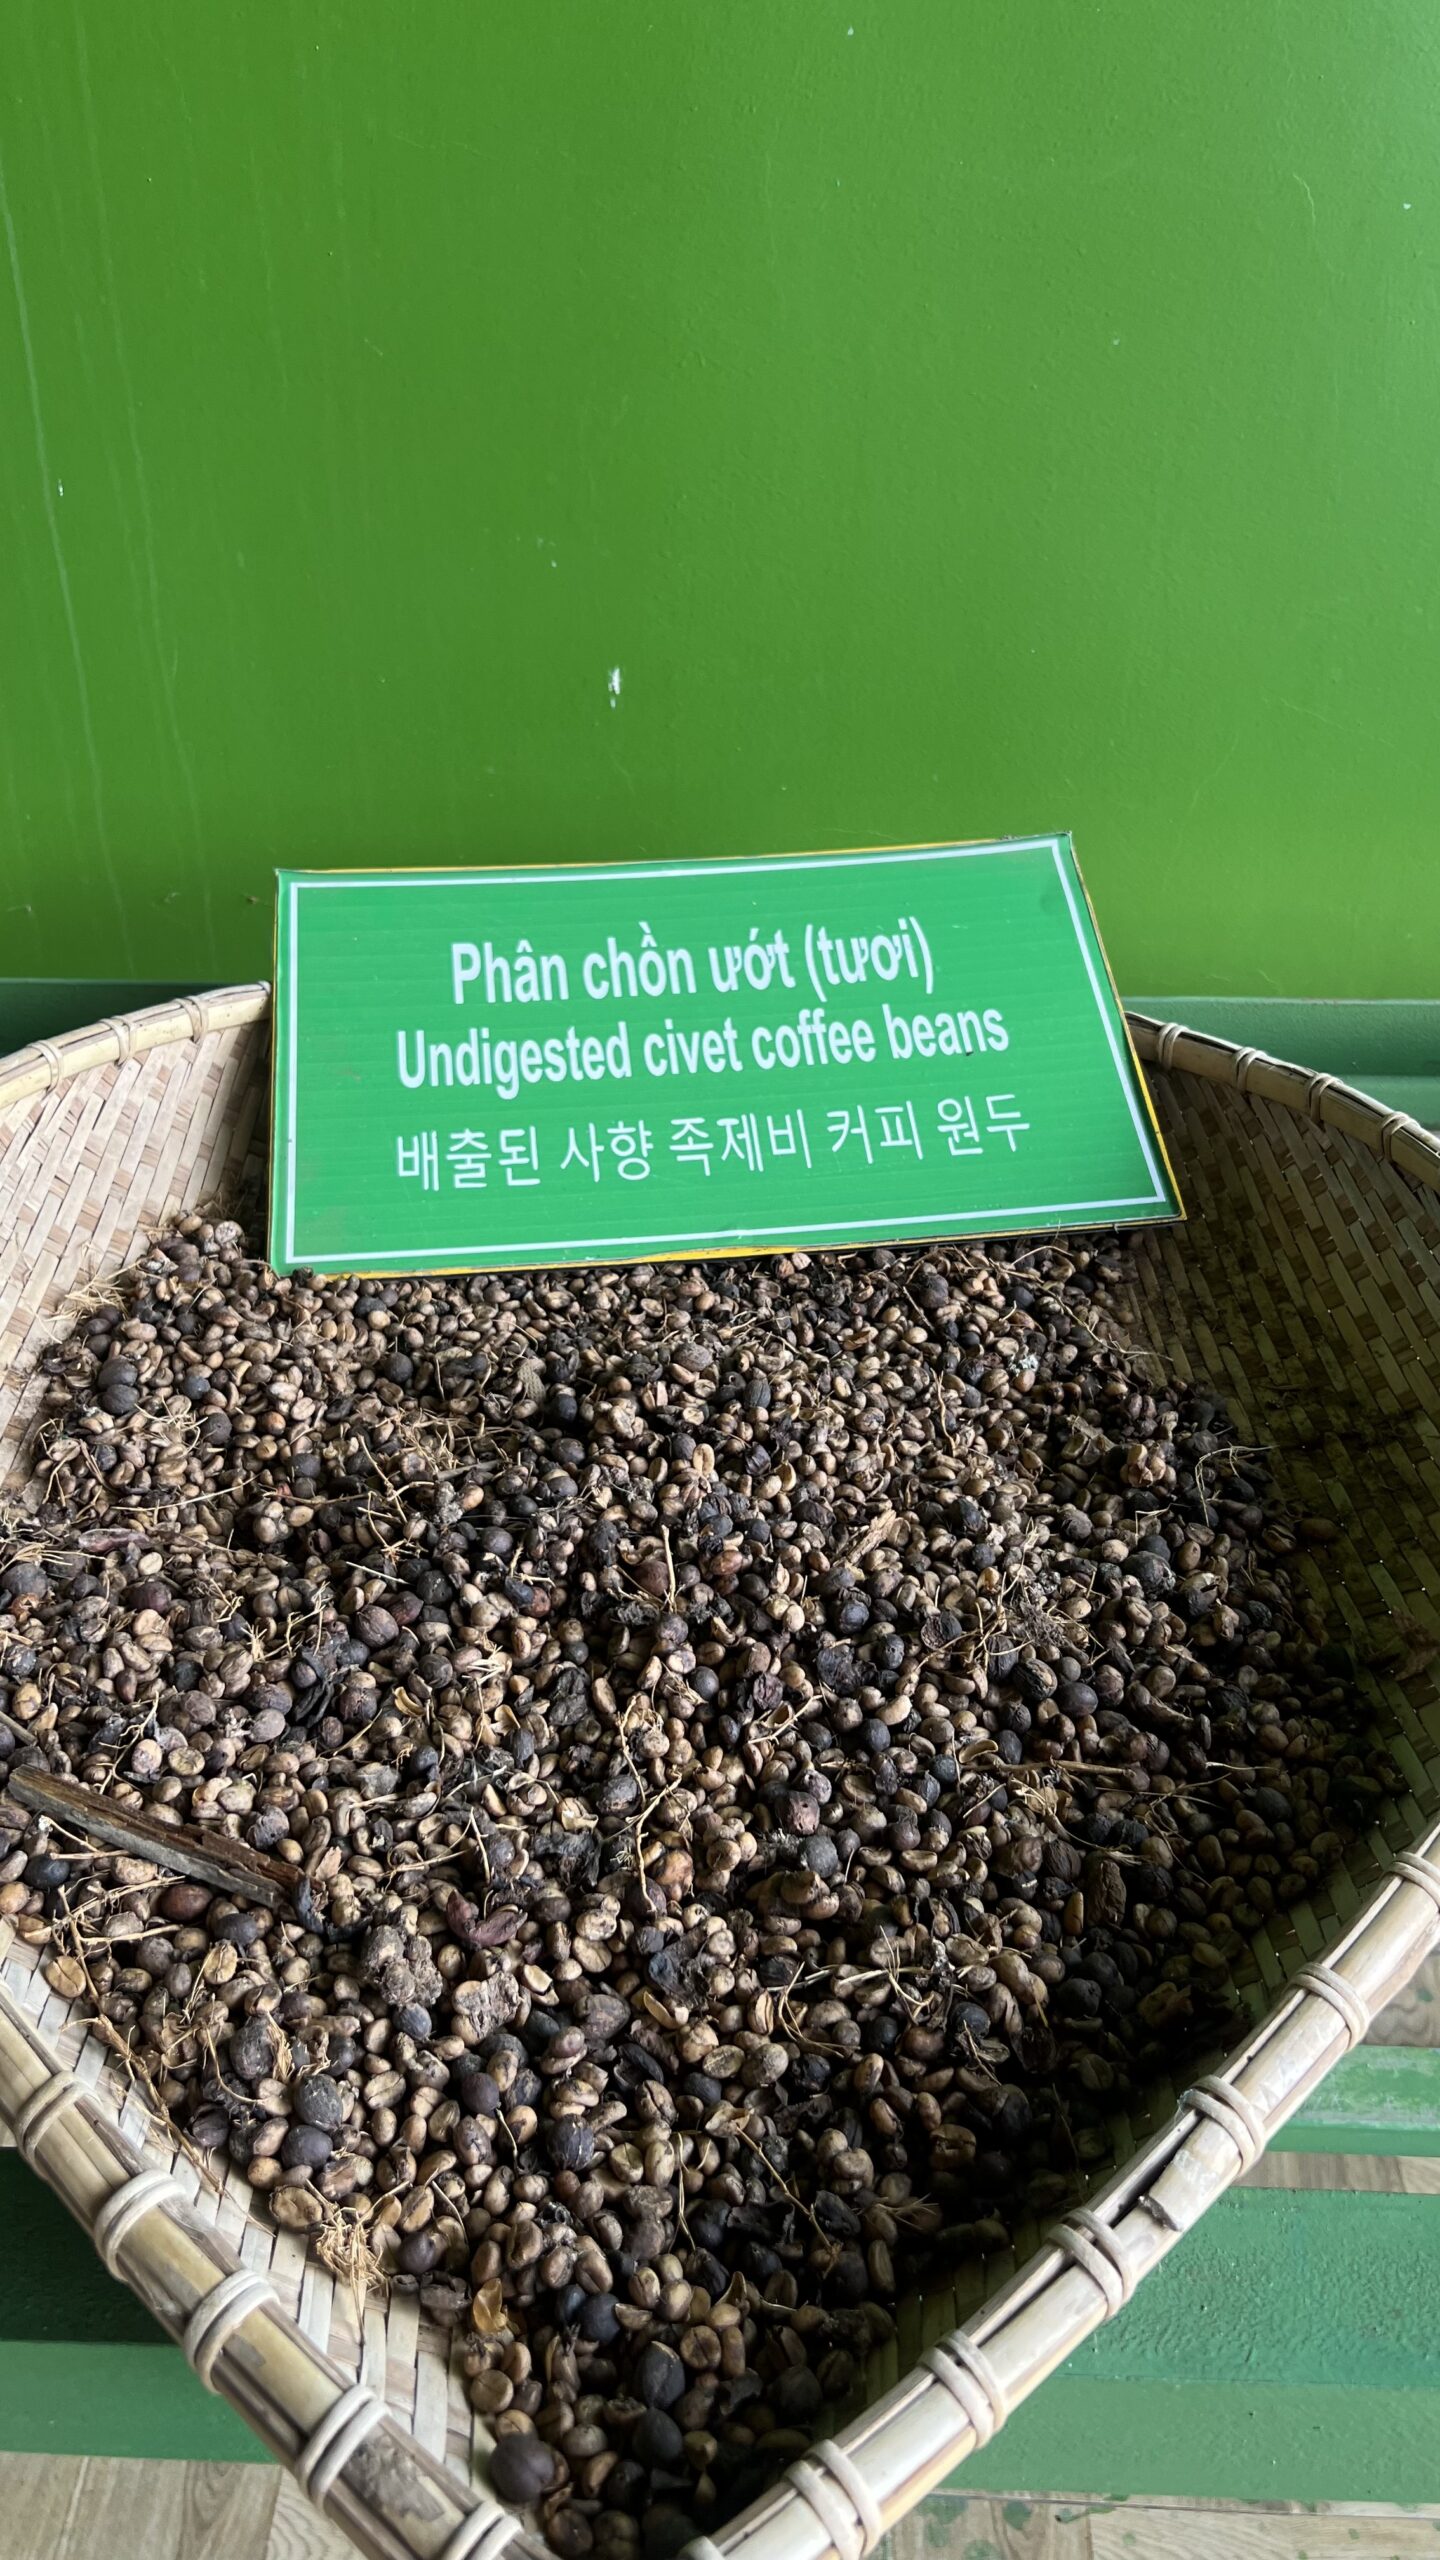 Phân chồn ướt (tươi)
Undigested civet coffee beans
배출된 사향 족제비 커피 원두